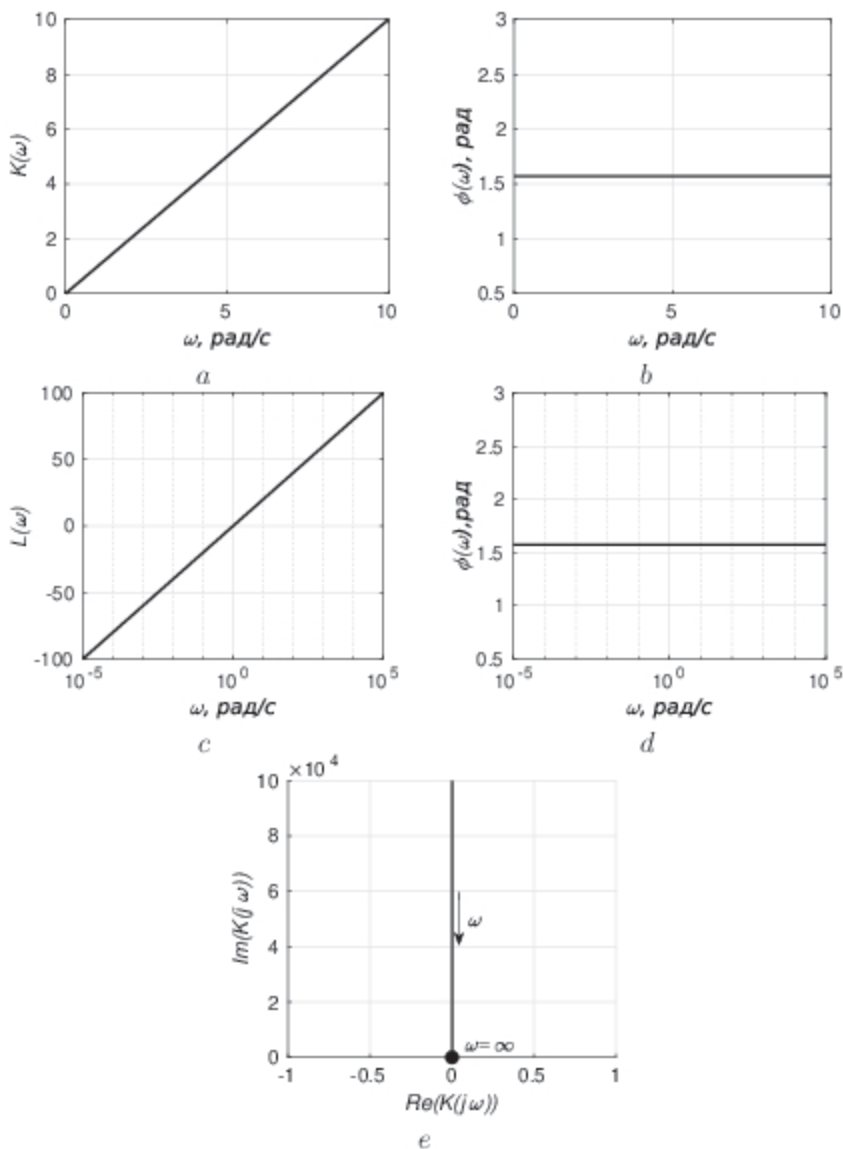 10
8
6
4
2
0
K(ω)
0 5 10
ω, рад/с
a
3
2.5
2
1.5
1
0.5
ϕ(ω), рад
0 5 10
ω, рад/с
b
100
50
0
-50
-100
L(ω)
10^-5 10^0 10^5
ω, рад/с
c
3
2.5
2
1.5
1
0.5
ϕ(ω),рад
10^-5 10^0 10^5
ω, рад/с
d
×10^4
10
8
6
4
2
0
Im(K(j ω))
ω
ω=∞
-1 -0.5 0 0.5 1
Re(K(j ω))
e